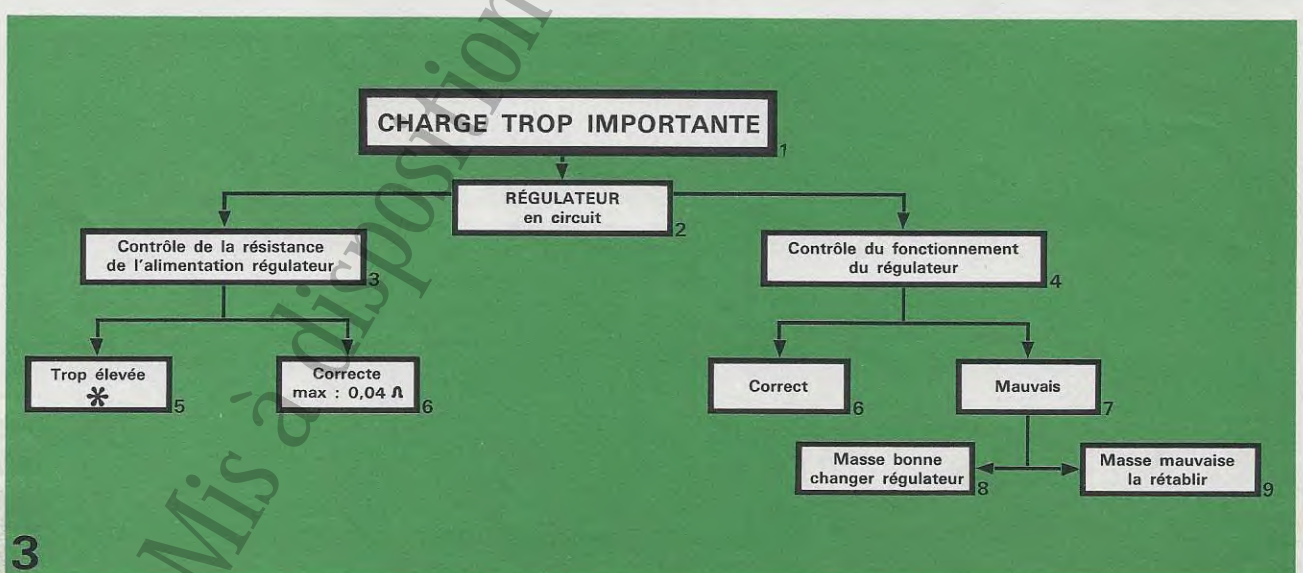 CHARGE TROP IMPORTANTE
1
RÉGULATEUR
en circuit
2
Contrôle de la résistance
de l'alimentation régulateur
3
Contrôle du fonctionnement
du régulateur
4
Trop élevée
*
5
Correcte
max : 0,04 Ω
6
Correct
6
Mauvais
7
Masse bonne
changer régulateur
8
Masse mauvaise
la rétablir
9
3
Mis à disposition